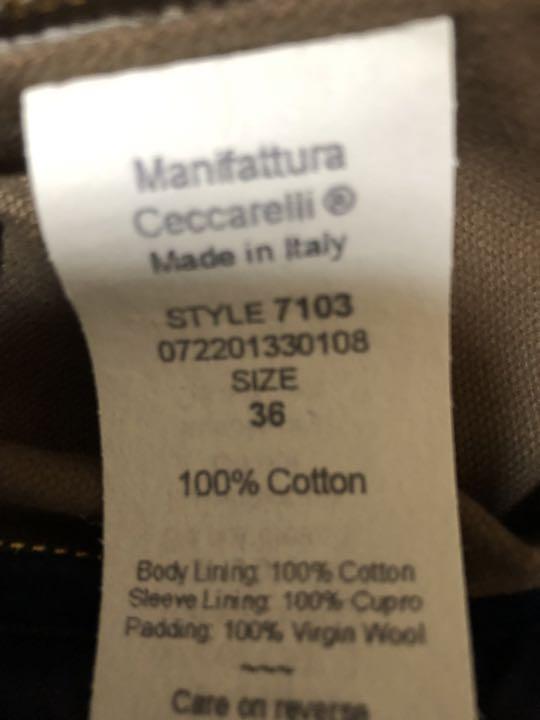 Manifattura
Ceccarelli ®
Made in Italy
STYLE 7103
072201330108
SIZE
36
100% Cotton
Body Lining: 100% Cotton
Sleeve Lining: 100% Cupro
Padding: 100% Virgin Wool
~~~
Care on reverse